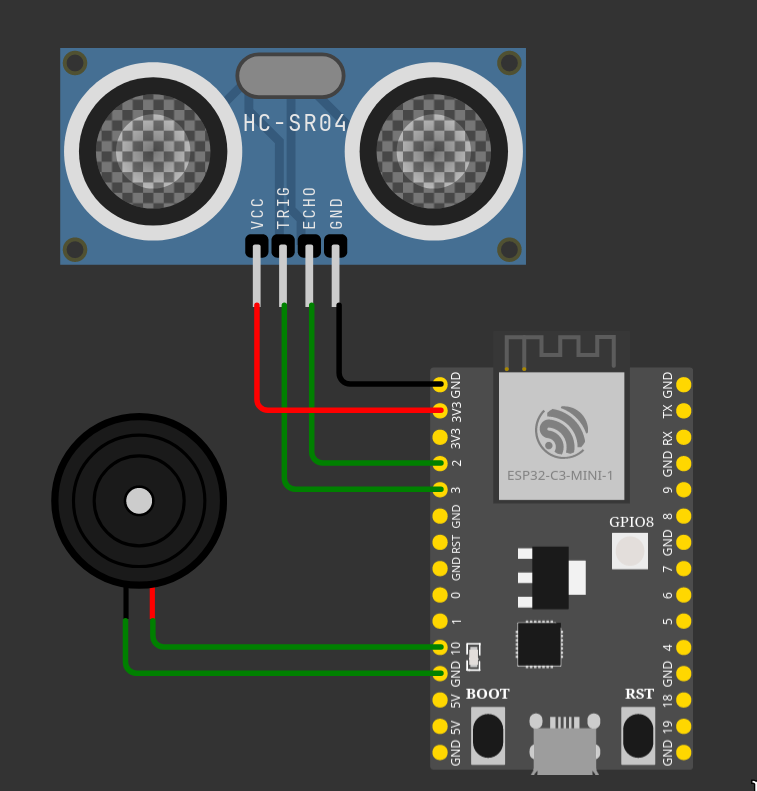 HC-SR04
VCC
TRIG
ECHO
GND
GND
3V3
3V3
2
3
GND
RST
GND
0
1
10
GND
5V
5V
GND
ESP32-C3-MINI-1
GPIO8
BOOT
RST
GND
TX
RX
GND
9
8
GND
7
6
5
4
GND
18
19
GND